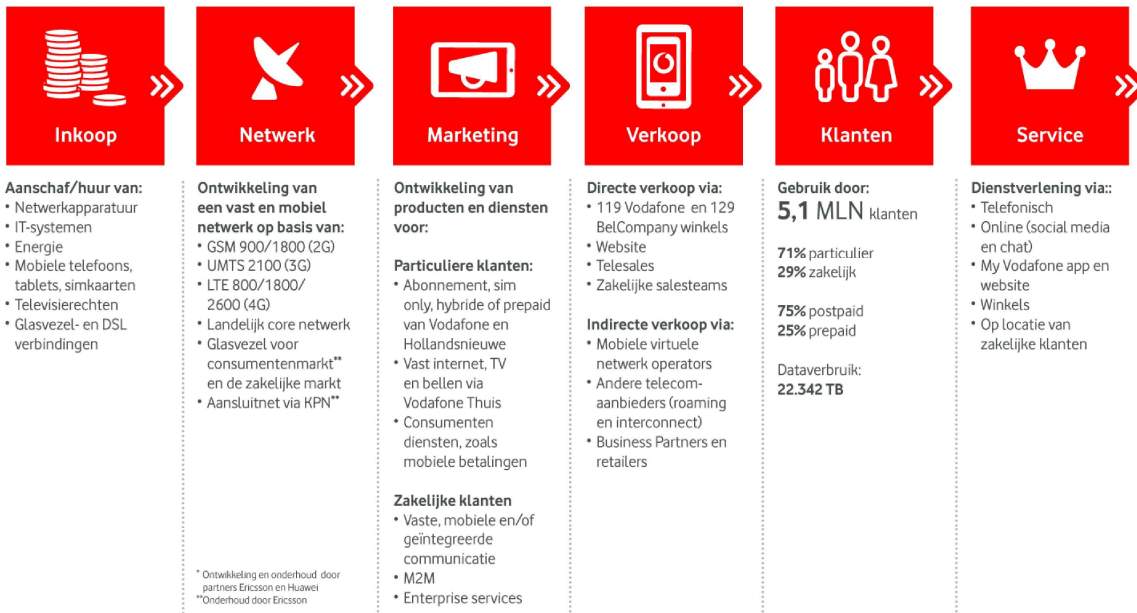 Inkoop
Aanschaf/huur van:
• Netwerkapparatuur
• IT-systemen
• Energie
• Mobiele telefoons,
tablets, simkaarten
• Televisierechten
• Glasvezel- en DSL
verbindingen
Netwerk
Ontwikkeling van
een vast en mobiel
netwerk op basis van:
• GSM 900/1800 (2G)
• UMTS 2100 (3G)
• LTE 800/1800/
2600 (4G)
• Landelijk core netwerk
• Glasvezel voor
consumentenmarkt**
en de zakelijke markt
• Aansluitnet via KPN**
* Ontwikkeling en onderhoud door
partners Ericsson en Huawei
**Onderhoud door Ericsson
Marketing
Ontwikkeling van
producten en diensten
voor:
Particuliere klanten:
• Abonnement, sim
only, hybride of prepaid
van Vodafone en
Hollandsnieuwe
• Vast internet, TV
en bellen via
Vodafone Thuis
• Consumenten
diensten, zoals
mobiele betalingen
Zakelijke klanten
• Vaste, mobiele en/of
geïntegreerde
communicatie
• M2M
• Enterprise services
Verkoop
Directe verkoop via:
• 119 Vodafone en 129
BelCompany winkels
• Website
• Telesales
• Zakelijke salesteams
Indirecte verkoop via:
• Mobiele virtuele
netwerk operators
• Andere telecom-
aanbieders (roaming
en interconnect)
• Business Partners en
retailers
Klanten
Gebruik door:
5,1 MLN klanten
71% particulier
29% zakelijk
75% postpaid
25% prepaid
Dataverbruik:
22.342 TB
Service
Dienstverlening via::
• Telefonisch
• Online (social media
en chat)
• My Vodafone app en
website
• Winkels
• Op locatie van
zakelijke klanten